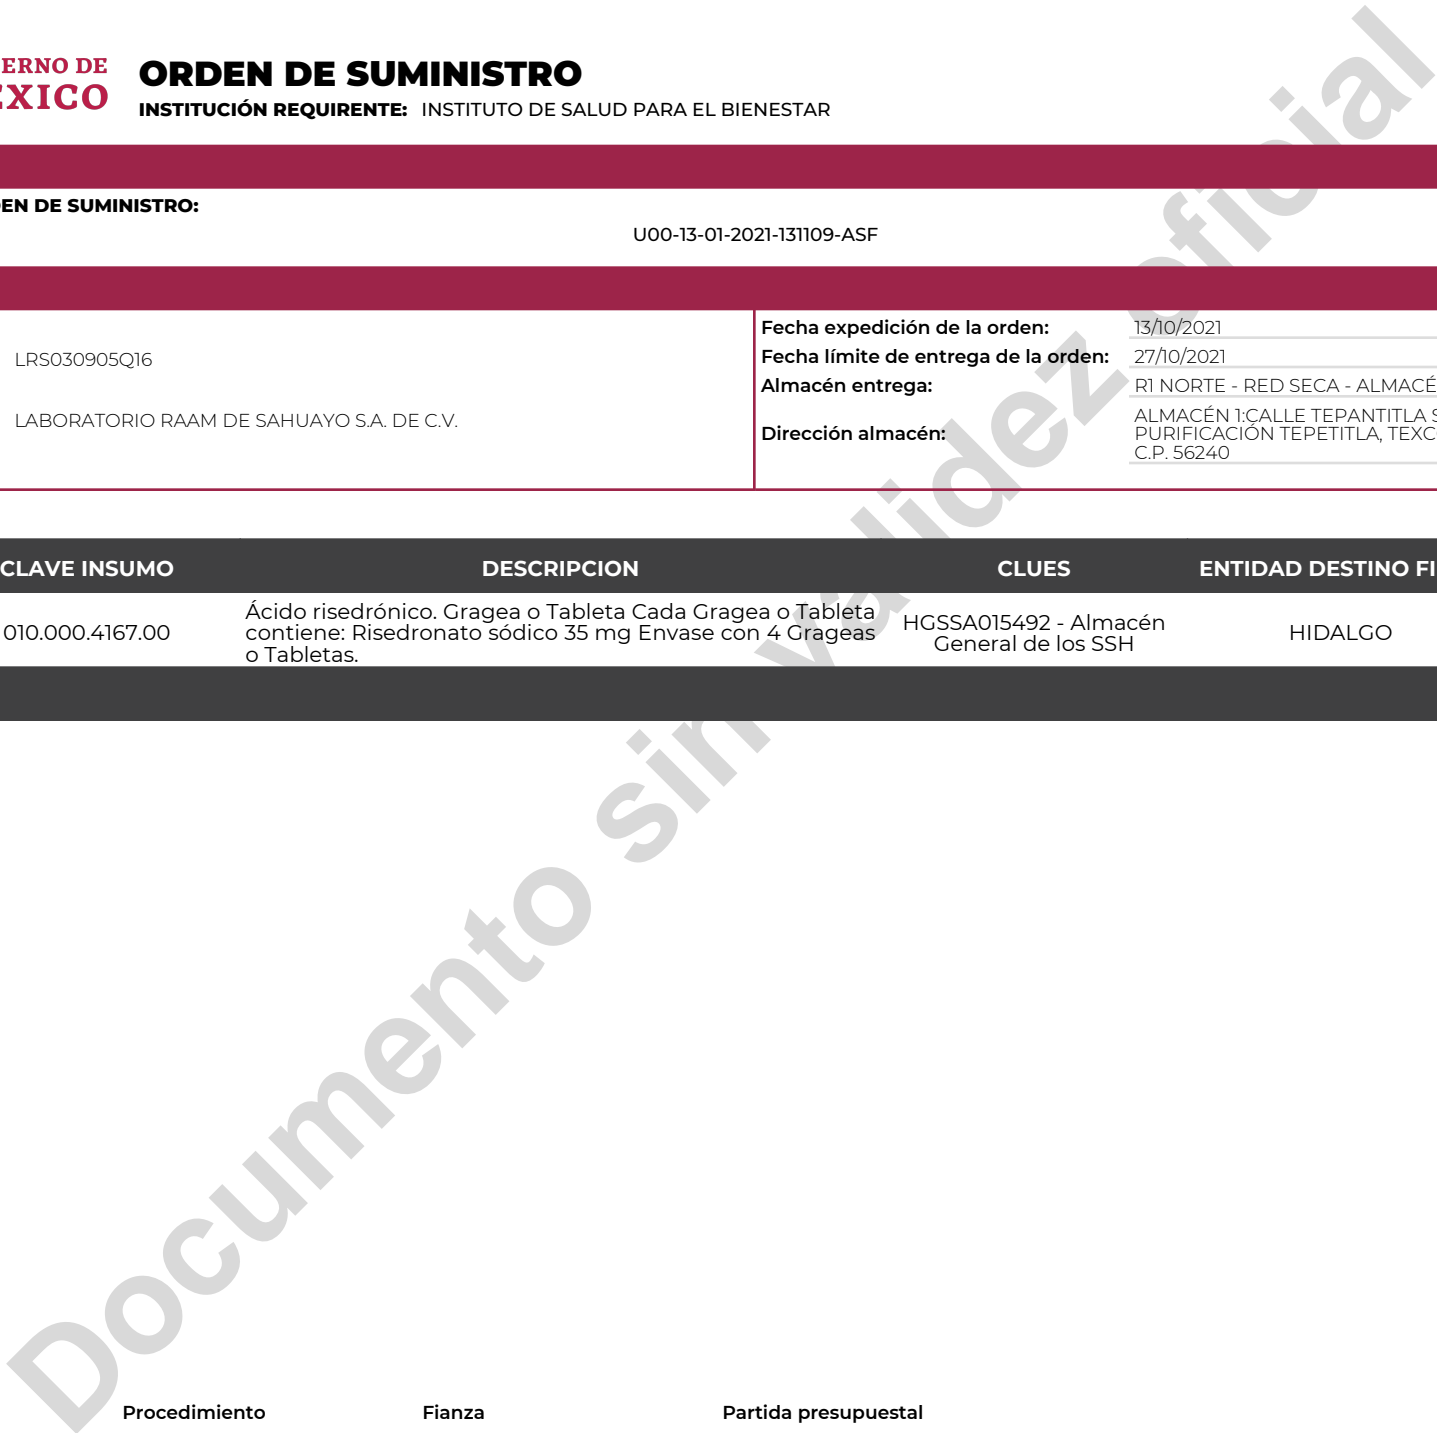 ERNO DE
EXICO
ORDEN DE SUMINISTRO
INSTITUCIÓN REQUIRENTE: INSTITUTO DE SALUD PARA EL BIENESTAR
EN DE SUMINISTRO:
U00-13-01-2021-131109-ASF
LRS030905Q16
LABORATORIO RAAM DE SAHUAYO S.A. DE C.V.
Fecha expedición de la orden: 13/10/2021
Fecha límite de entrega de la orden: 27/10/2021
Almacén entrega: R1 NORTE - RED SECA - ALMACÉ
Dirección almacén:
ALMACÉN 1:CALLE TEPANTITLA S
PURIFICACIÓN TEPETITLA, TEXC
C.P. 56240
CLAVE INSUMO DESCRIPCION CLUES ENTIDAD DESTINO FI
010.000.4167.00
Ácido risedrónico. Gragea o Tableta Cada Gragea o Tableta
contiene: Risedronato sódico 35 mg Envase con 4 Grageas
o Tabletas.
HGSSA015492 - Almacén
General de los SSH
HIDALGO
Documento sin validez oficial
Procedimiento Fianza Partida presupuestal